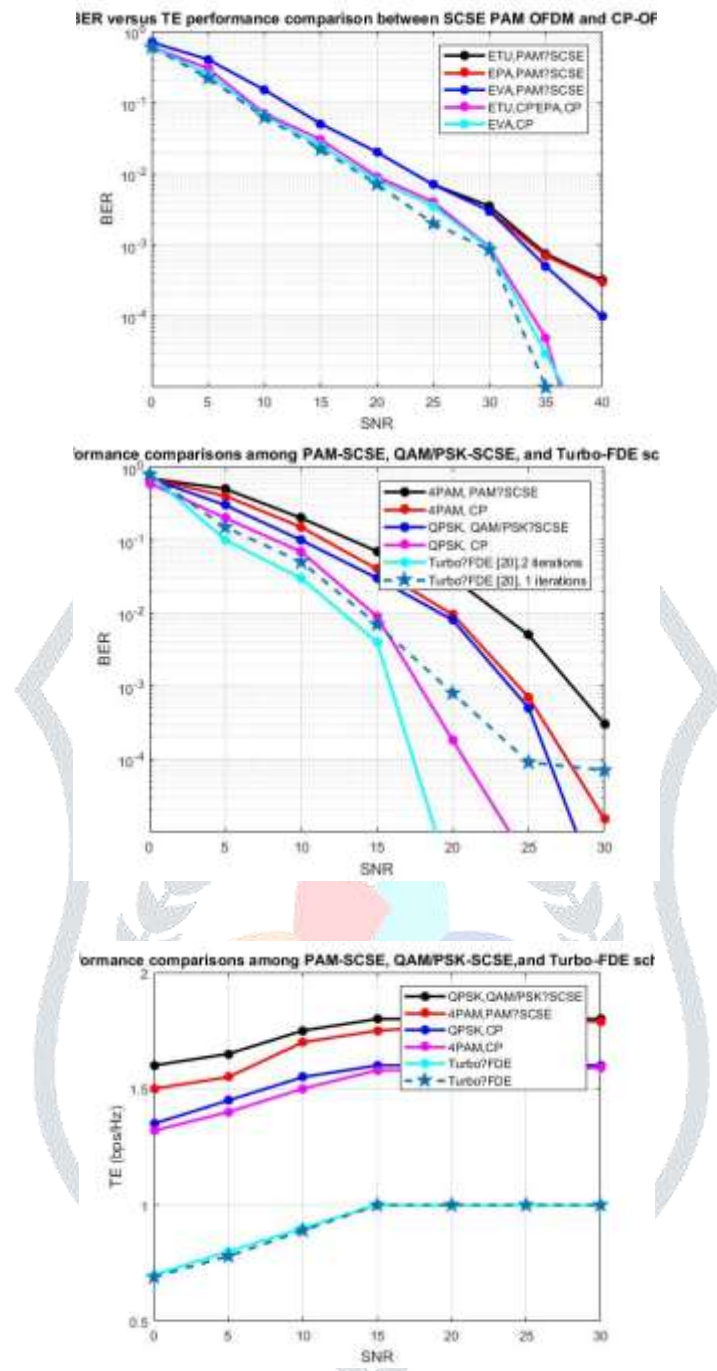 BER versus TE performance comparison between SCSE PAM OFDM and CP-OF
10^0
10^-1
10^-2
10^-3
10^-4
BER
ETU,PAM?SCSE
EPA,PAM?SCSE
EVA,PAM?SCSE
ETU,CP'EPA,CP
EVA,CP
0 5 10 15 20 25 30 35 40
SNR
formance comparisons among PAM-SCSE, QAM/PSK-SCSE, and Turbo-FDE sc
10^0
10^-1
10^-2
10^-3
10^-4
BER
4PAM, PAM?SCSE
4PAM, CP
QPSK, QAM/PSK?SCSE
QPSK, CP
Turbo?FDE [20],2 iterations
Turbo?FDE [20], 1 iterations
0 5 10 15 20 25 30
SNR
formance comparisons among PAM-SCSE, QAM/PSK-SCSE,and Turbo-FDE sch
2
1.5
1
0.5
TE (bps/Hz)
QPSK,QAM/PSK?SCSE
4PAM,PAM?SCSE
QPSK,CP
4PAM,CP
Turbo?FDE
Turbo?FDE
0 5 10 15 20 25 30
SNR